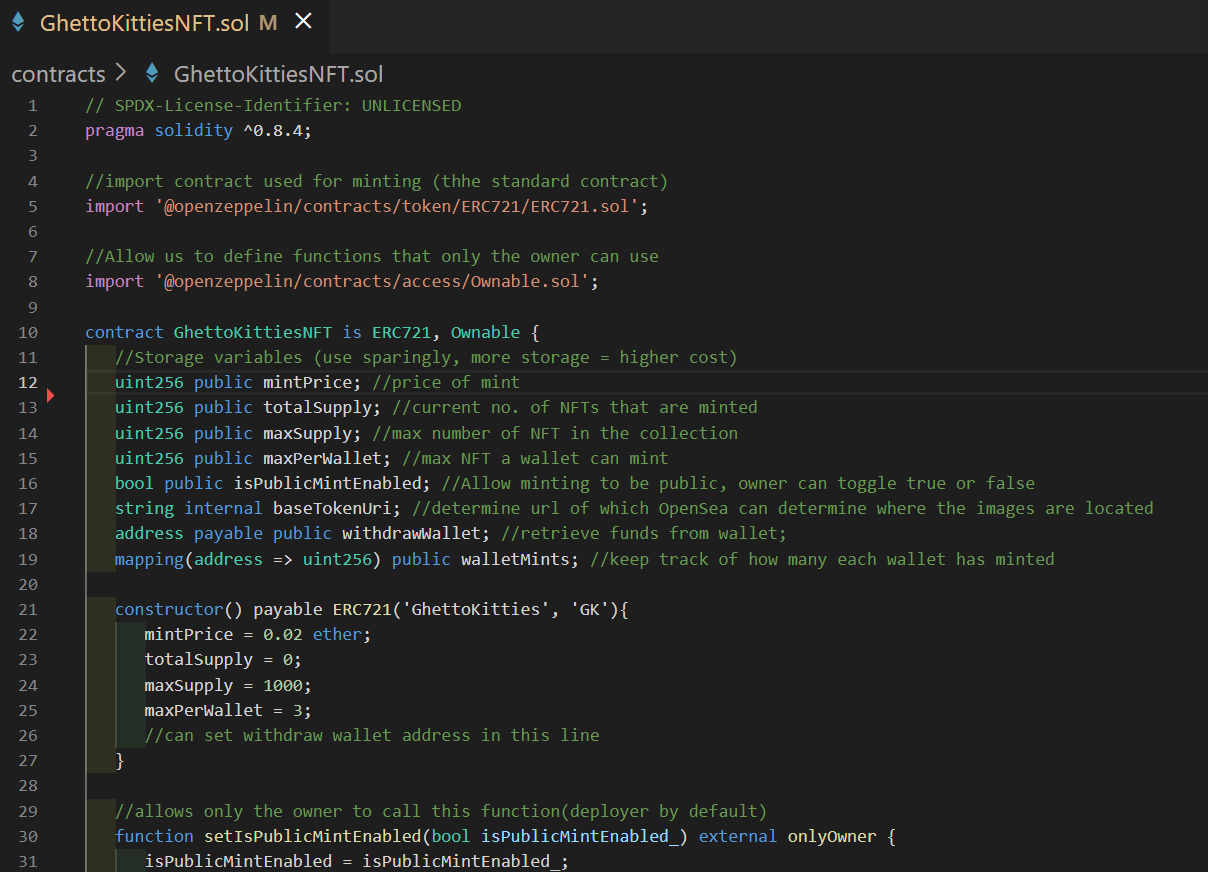 GhettoKittiesNFT.sol M ×
contracts > GhettoKittiesNFT.sol
1 // SPDX-License-Identifier: UNLICENSED
2 pragma solidity ^0.8.4;
3
4 //import contract used for minting (thhe standard contract)
5 import '@openzeppelin/contracts/token/ERC721/ERC721.sol';
6
7 //Allow us to define functions that only the owner can use
8 import '@openzeppelin/contracts/access/Ownable.sol';
9
10 contract GhettoKittiesNFT is ERC721, Ownable {
11 //Storage variables (use sparingly, more storage = higher cost)
12 uint256 public mintPrice; //price of mint
13 uint256 public totalSupply; //current no. of NFTs that are minted
14 uint256 public maxSupply; //max number of NFT in the collection
15 uint256 public maxPerWallet; //max NFT a wallet can mint
16 bool public isPublicMintEnabled; //Allow minting to be public, owner can toggle true or false
17 string internal baseTokenUri; //determine url of which OpenSea can determine where the images are located
18 address payable public withdrawWallet; //retrieve funds from wallet;
19 mapping(address => uint256) public walletMints; //keep track of how many each wallet has minted
20
21 constructor() payable ERC721('GhettoKitties', 'GK'){
22 mintPrice = 0.02 ether;
23 totalSupply = 0;
24 maxSupply = 1000;
25 maxPerWallet = 3;
26 //can set withdraw wallet address in this line
27 }
28
29 //allows only the owner to call this function(deployer by default)
30 function setIsPublicMintEnabled(bool isPublicMintEnabled_) external onlyOwner {
31 isPublicMintEnabled = isPublicMintEnabled_;